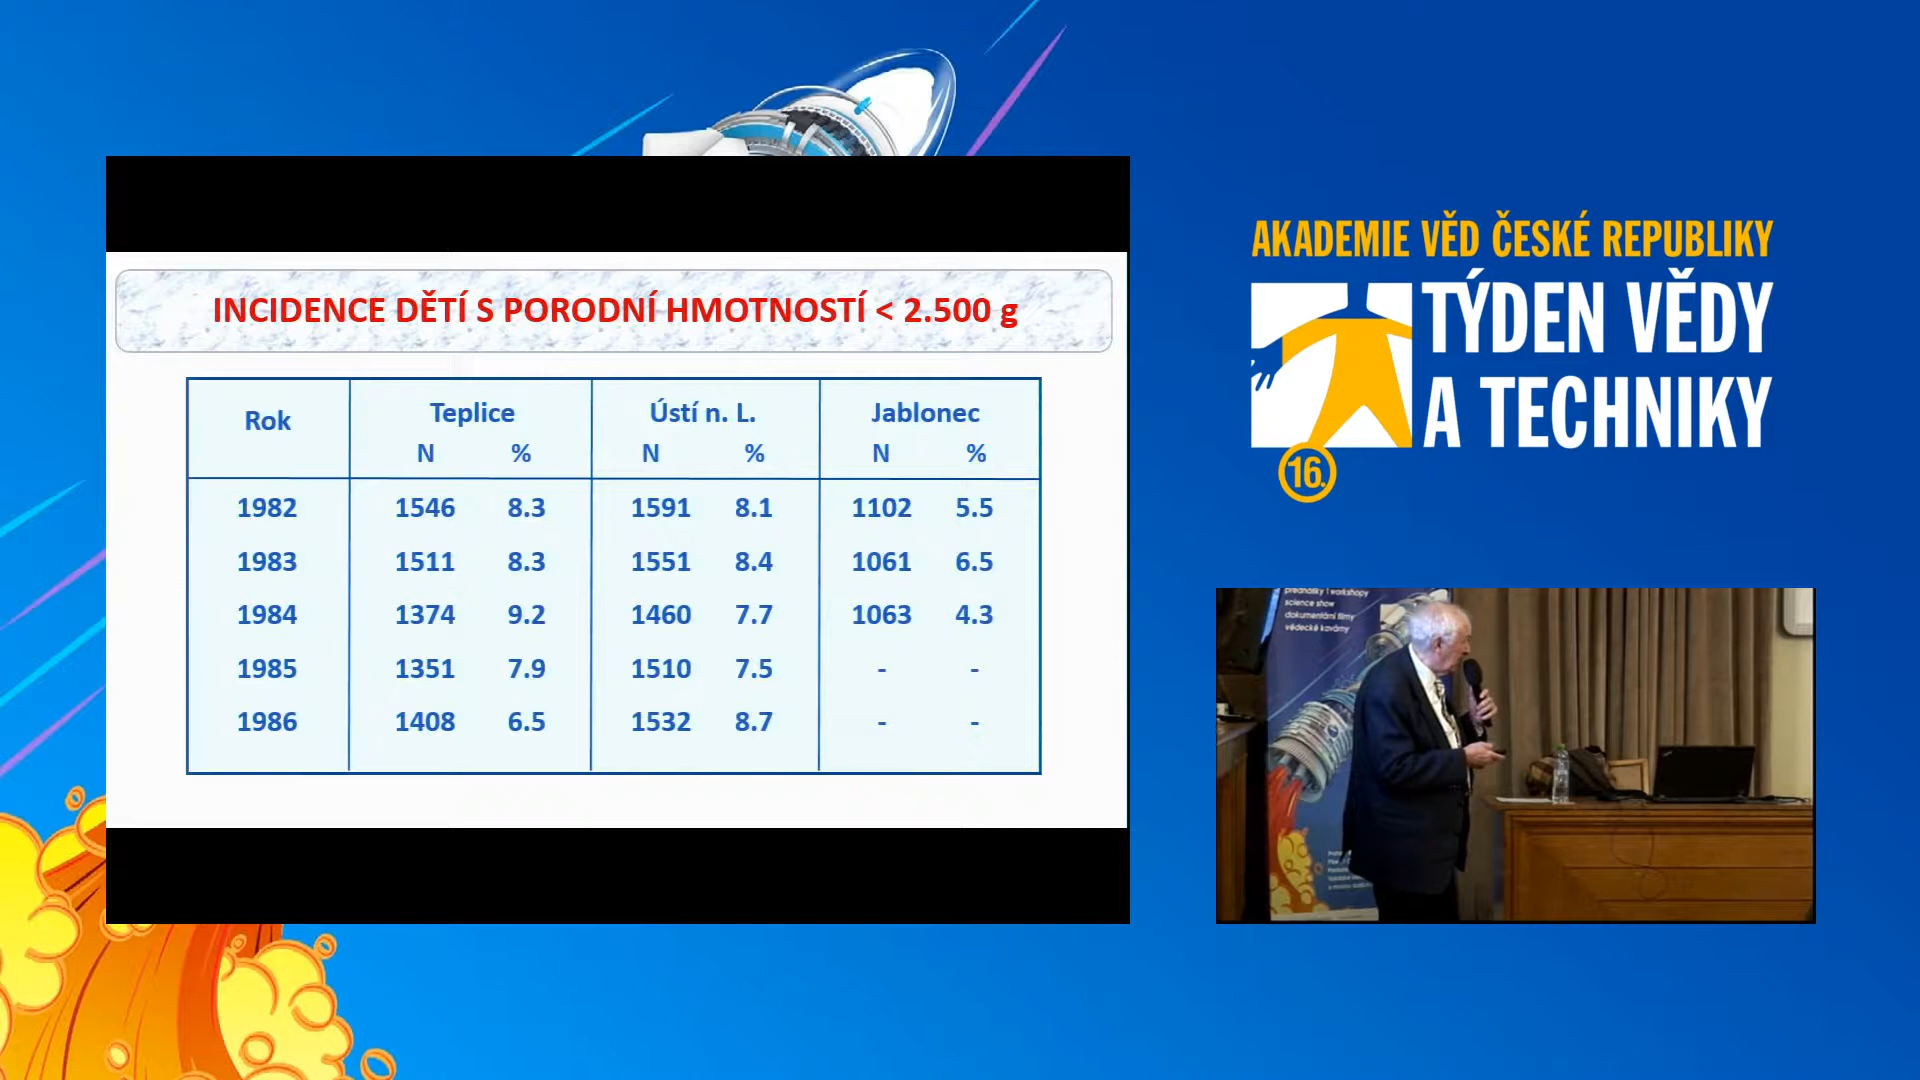 INCIDENCE DĚTÍ S PORODNÍ HMOTNOSTÍ < 2.500 g
Rok Teplice Ústí n. L. Jablonec
N % N % N %
1982 1546 8.3 1591 8.1 1102 5.5
1983 1511 8.3 1551 8.4 1061 6.5
1984 1374 9.2 1460 7.7 1063 4.3
1985 1351 7.9 1510 7.5 - -
1986 1408 6.5 1532 8.7 - -
AKADEMIE VĚD ČESKÉ REPUBLIKY
TÝDEN VĚDY
A TECHNIKY
16.
přednášky i workshopy
science show
dokumentární filmy
vědecké kavárny